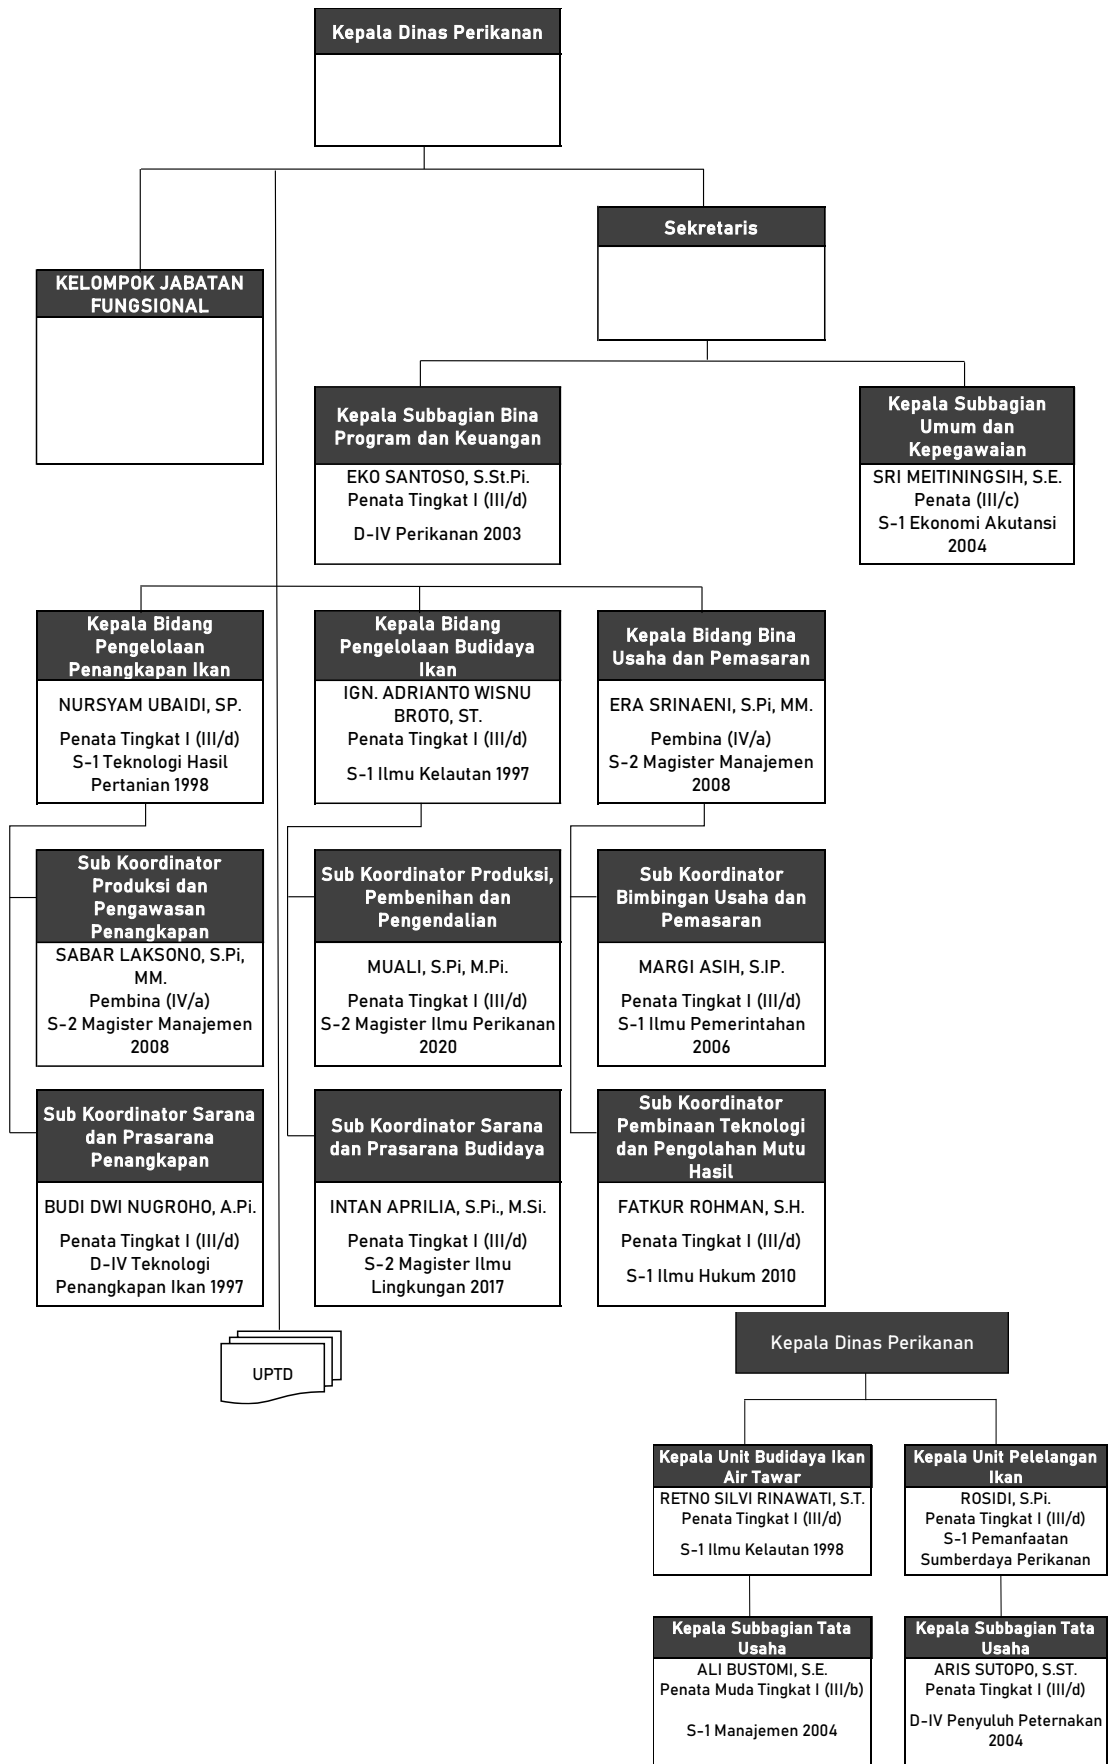 Kepala Dinas Perikanan
Sekretaris
KELOMPOK JABATAN
FUNGSIONAL
Kepala Subbagian Bina
Program dan Keuangan
EKO SANTOSO, S.St.Pi.
Penata Tingkat I (III/d)
D-IV Perikanan 2003
Kepala Subbagian
Umum dan
Kepegawaian
SRI MEITININGSIH, S.E.
Penata (III/c)
S-1 Ekonomi Akutansi
2004
Kepala Bidang
Pengelolaan
Penangkapan Ikan
NURSYAM UBAIDI, SP.
Penata Tingkat I (III/d)
S-1 Teknologi Hasil
Pertanian 1998
Kepala Bidang
Pengelolaan Budidaya
Ikan
IGN. ADRIANTO WISNU
BROTO, ST.
Penata Tingkat I (III/d)
S-1 Ilmu Kelautan 1997
Kepala Bidang Bina
Usaha dan Pemasaran
ERA SRINAENI, S.Pi, MM.
Pembina (IV/a)
S-2 Magister Manajemen
2008
Sub Koordinator
Produksi dan
Pengawasan
Penangkapan
SABAR LAKSONO, S.Pi,
MM.
Pembina (IV/a)
S-2 Magister Manajemen
2008
Sub Koordinator Produksi,
Pembenihan dan
Pengendalian
MUALI, S.Pi, M.Pi.
Penata Tingkat I (III/d)
S-2 Magister Ilmu Perikanan
2020
Sub Koordinator
Bimbingan Usaha dan
Pemasaran
MARGI ASIH, S.IP.
Penata Tingkat I (III/d)
S-1 Ilmu Pemerintahan
2006
Sub Koordinator Sarana
dan Prasarana
Penangkapan
BUDI DWI NUGROHO, A.Pi.
Penata Tingkat I (III/d)
D-IV Teknologi
Penangkapan Ikan 1997
Sub Koordinator Sarana
dan Prasarana Budidaya
INTAN APRILIA, S.Pi., M.Si.
Penata Tingkat I (III/d)
S-2 Magister Ilmu
Lingkungan 2017
Sub Koordinator
Pembinaan Teknologi
dan Pengolahan Mutu
Hasil
FATKUR ROHMAN, S.H.
Penata Tingkat I (III/d)
S-1 Ilmu Hukum 2010
UPTD
Kepala Dinas Perikanan
Kepala Unit Budidaya Ikan
Air Tawar
RETNO SILVI RINAWATI, S.T.
Penata Tingkat I (III/d)
S-1 Ilmu Kelautan 1998
Kepala Unit Pelelangan
Ikan
ROSIDI, S.Pi.
Penata Tingkat I (III/d)
S-1 Pemanfaatan
Sumberdaya Perikanan
Kepala Subbagian Tata
Usaha
ALI BUSTOMI, S.E.
Penata Muda Tingkat I (III/b)
S-1 Manajemen 2004
Kepala Subbagian Tata
Usaha
ARIS SUTOPO, S.ST.
Penata Tingkat I (III/d)
D-IV Penyuluh Peternakan
2004